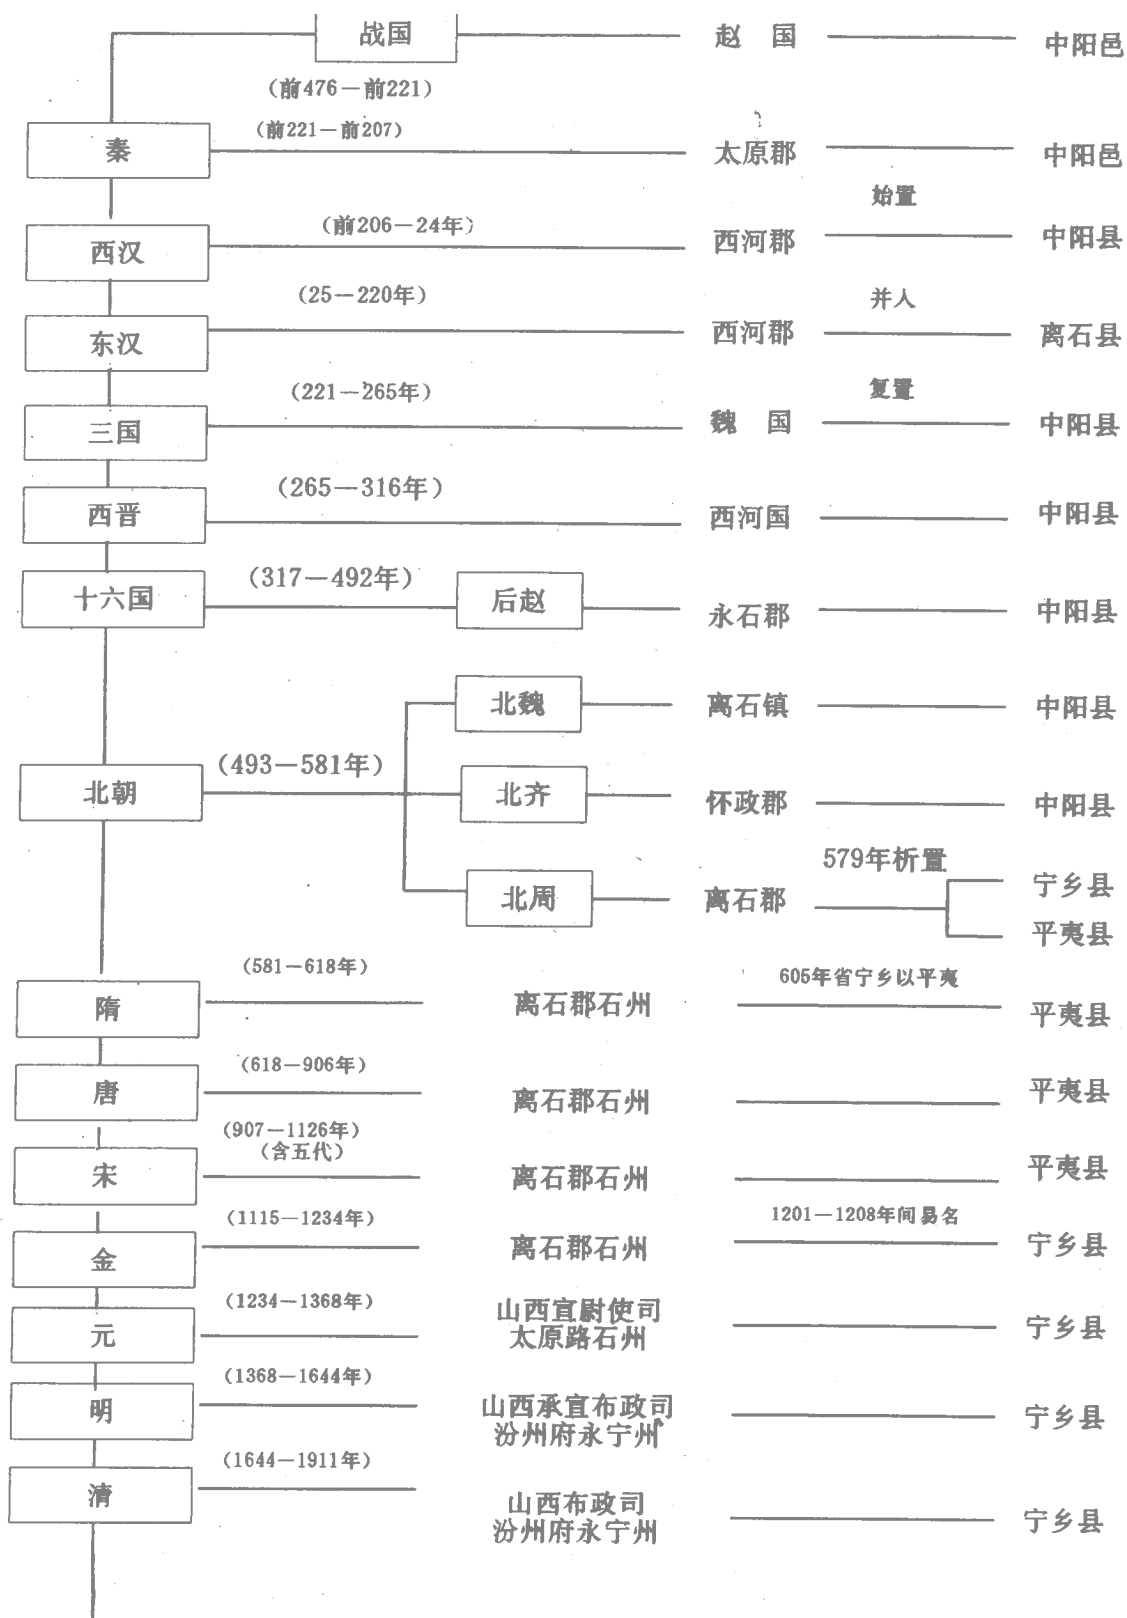 战国 赵 国 中阳邑
（前476—前221）
（前221—前207）
秦 太原郡 中阳邑
始置
（前206—24年）
西汉 西河郡 中阳县
（25—220年） 并人
东汉 西河郡 离石县
（221—265年） 复置
三国 魏 国 中阳县
（265—316年）
西晋 西河国 中阳县
（317—492年）
十六国 后赵 永石郡 中阳县
北魏 离石镇 中阳县
（493—581年）
北朝 北齐 怀政郡 中阳县
579年析置
宁乡县
北周 离石郡
平夷县
（581—618年） 605年省宁乡以平夷
隋 离石郡石州 平夷县
（618—906年）
唐 离石郡石州 平夷县
（907—1126年）
（含五代）
宋 离石郡石州 平夷县
（1115—1234年） 1201—1208年间易名
金 离石郡石州 宁乡县
（1234—1368年）
山西宣尉使司
元 太原路石州 宁乡县
（1368—1644年）
山西承宣布政司
明 汾州府永宁州 宁乡县
（1644—1911年）
清 山西布政司
汾州府永宁州 宁乡县